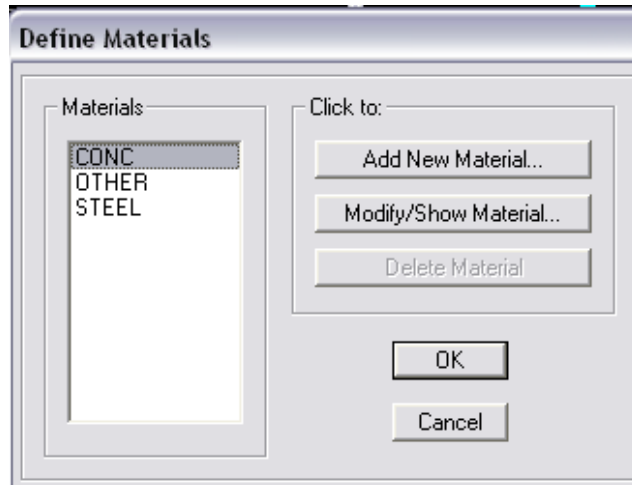 Define Materials
Materials
CONC
OTHER
STEEL
Click to:
Add New Material...
Modify/Show Material...
Delete Material
OK
Cancel